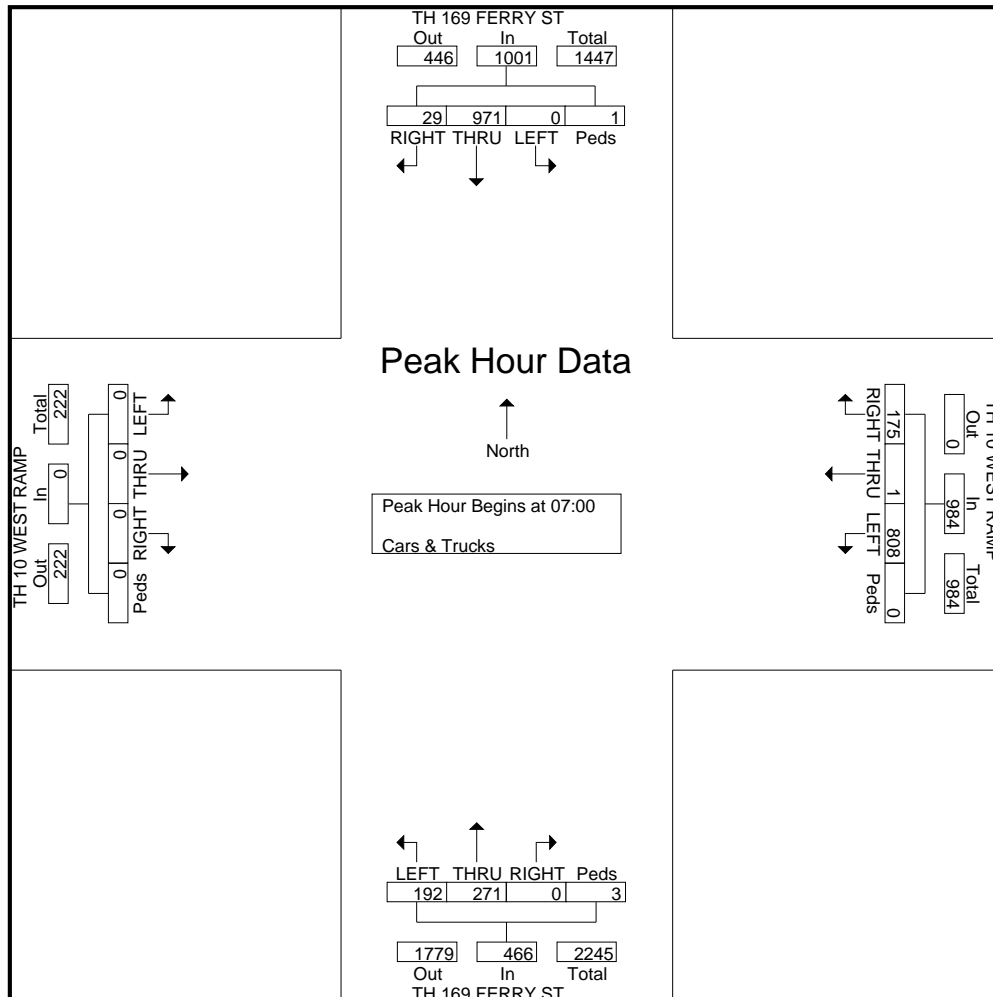 TH 169 FERRY ST
Out In Total
446 1001 1447
29 971 0 1
RIGHT THRU LEFT Peds
Peak Hour Data
North
Peak Hour Begins at 07:00
Cars & Trucks
TH 10 WEST RAMP
Total In Out
222 0 222
0 0 0 0
LEFT THRU RIGHT Peds
TH 10 WEST RAMP
Out In Total
0 984 984
175 1 808 0
RIGHT THRU LEFT Peds
LEFT THRU RIGHT Peds
192 271 0 3
1779 466 2245
Out In Total
TH 169 FERRY ST